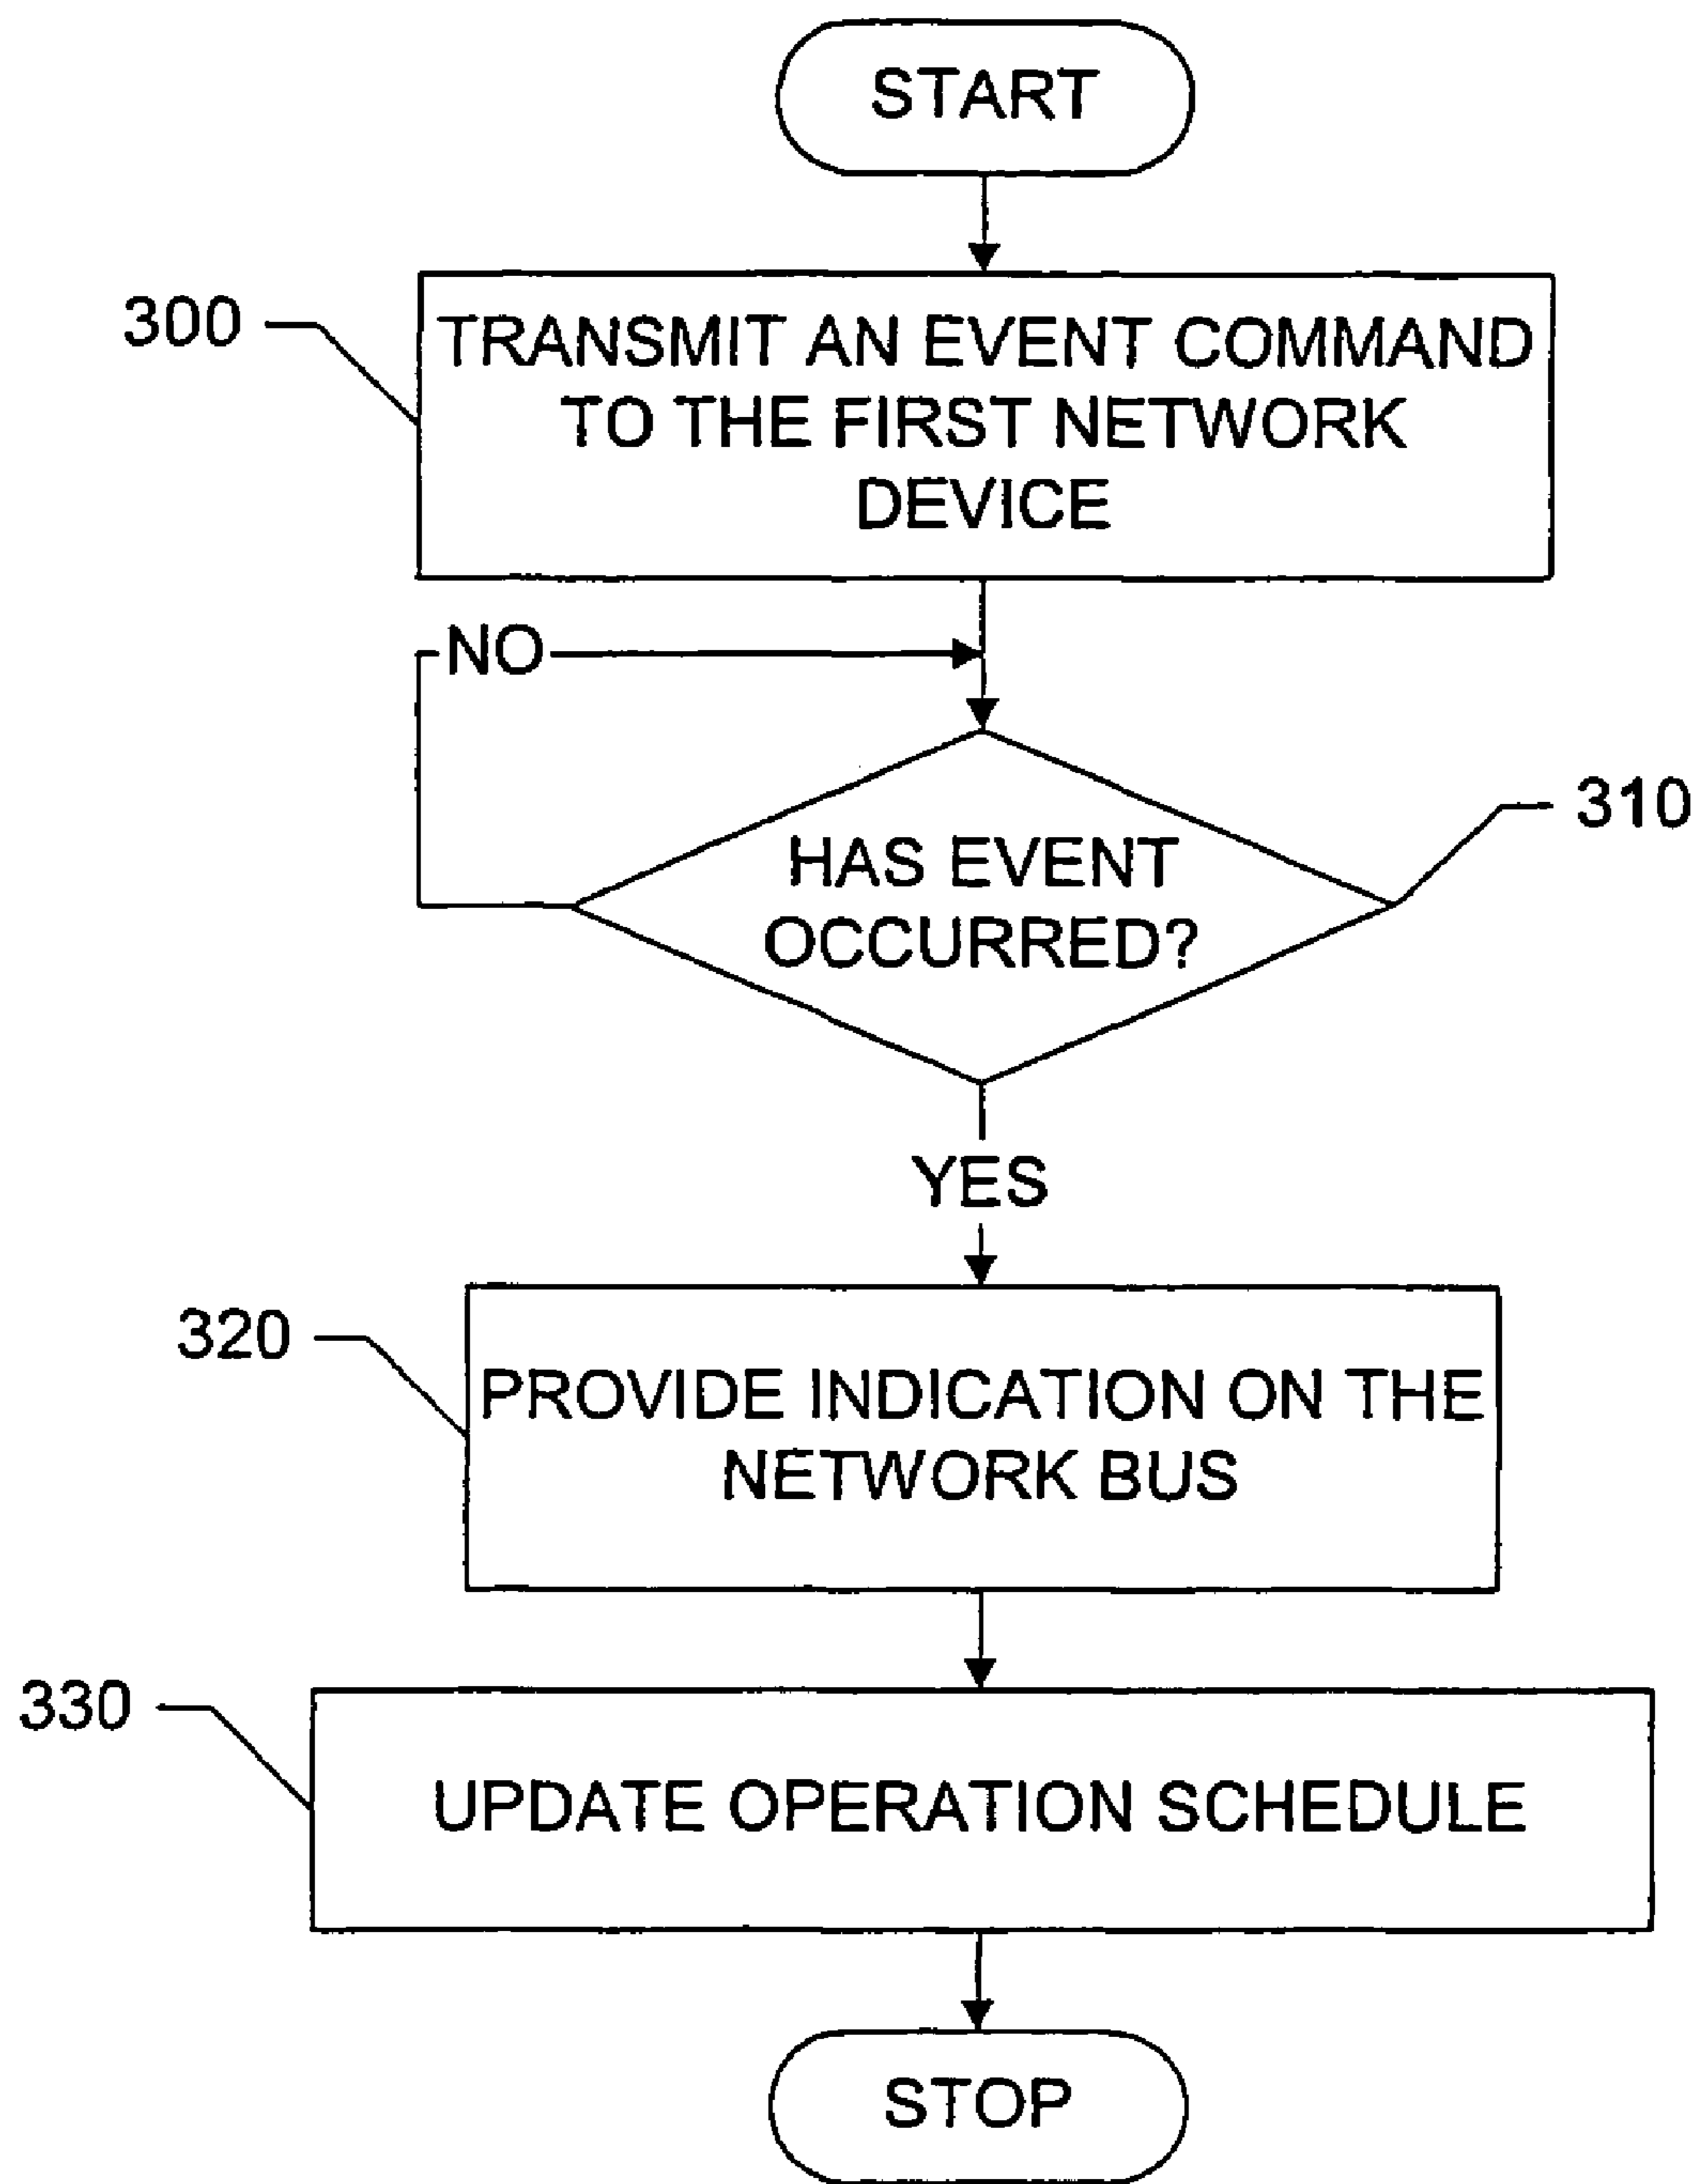 START
300
TRANSMIT AN EVENT COMMAND
TO THE FIRST NETWORK
DEVICE
NO
310
HAS EVENT
OCCURRED?
YES
320
PROVIDE INDICATION ON THE
NETWORK BUS
330
UPDATE OPERATION SCHEDULE
STOP